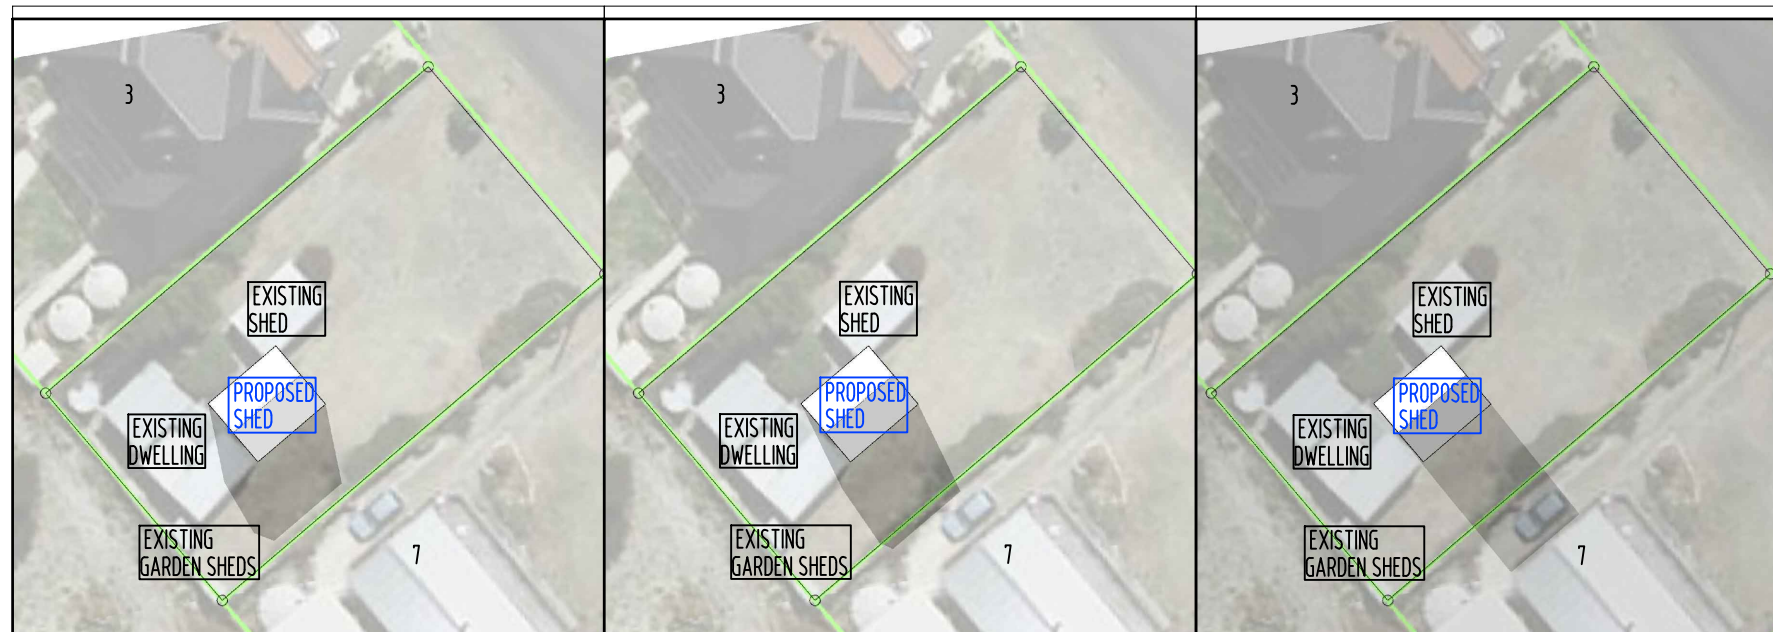 3
EXISTING
SHED
PROPOSED
SHED
EXISTING
DWELLING
EXISTING
GARDEN SHEDS
7
3
EXISTING
SHED
PROPOSED
SHED
EXISTING
DWELLING
EXISTING
GARDEN SHEDS
7
3
EXISTING
SHED
PROPOSED
SHED
EXISTING
DWELLING
EXISTING
GARDEN SHEDS
7